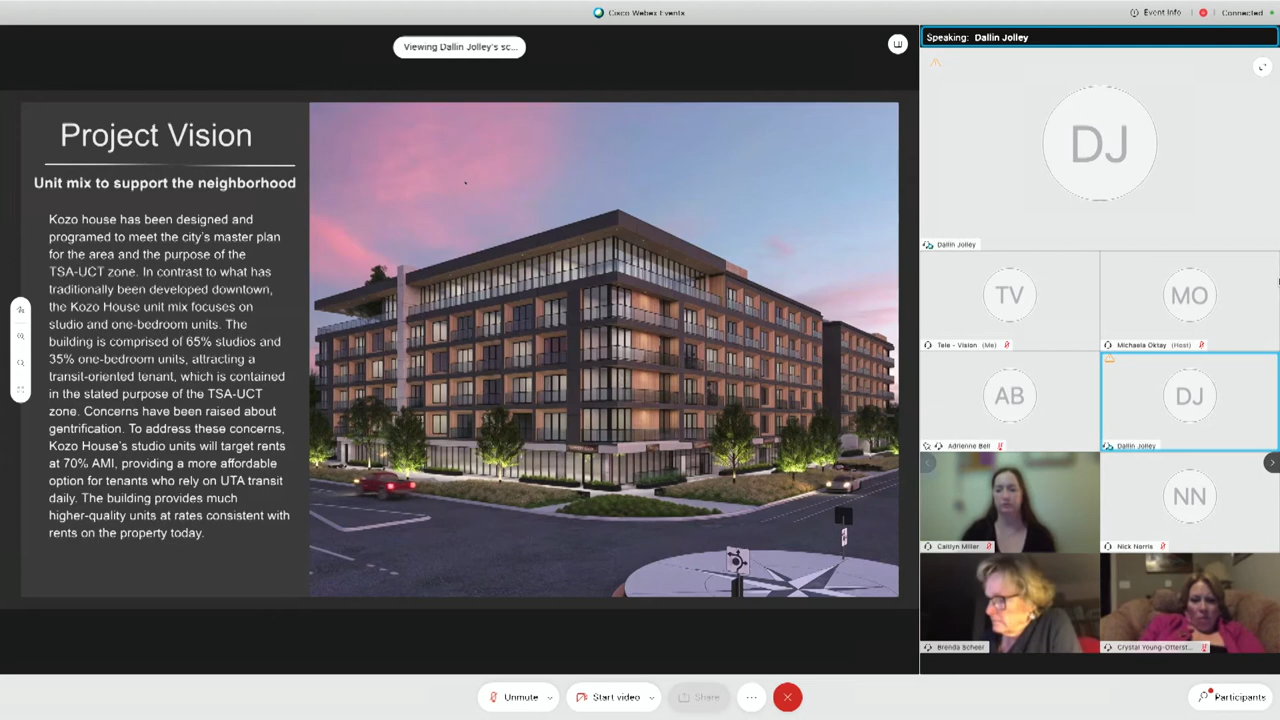 Cisco Webex Events
Event Info
Connected
Viewing Dallin Jolley's sc...
Speaking: Dallin Jolley
Project Vision
Unit mix to support the neighborhood
Kozo house has been designed and
programed to meet the city's master plan
for the area and the purpose of the
TSA-UCT zone. In contrast to what has
traditionally been developed downtown,
the Kozo House unit mix focuses on
studio and one-bedroom units. The
building is comprised of 65% studios and
35% one-bedroom units, attracting a
transit-oriented tenant, which is contained
in the stated purpose of the TSA-UCT
zone. Concerns have been raised about
gentrification. To address these concerns,
Kozo House's studio units will target rents
at 70% AMI, providing a more affordable
option for tenants who rely on UTA transit
daily. The building provides much
higher-quality units at rates consistent with
rents on the property today.
DJ
Dallin Jolley
TV
Tele - Vision (Me)
MO
Michaela Oktay (Host)
AB
Adrienne Bell
DJ
Dallin Jolley
Caitlyn Miller
NN
Nick Norris
Brenda Scheer
Crystal Young-Otterst...
Unmute
Start video
Share
Participants